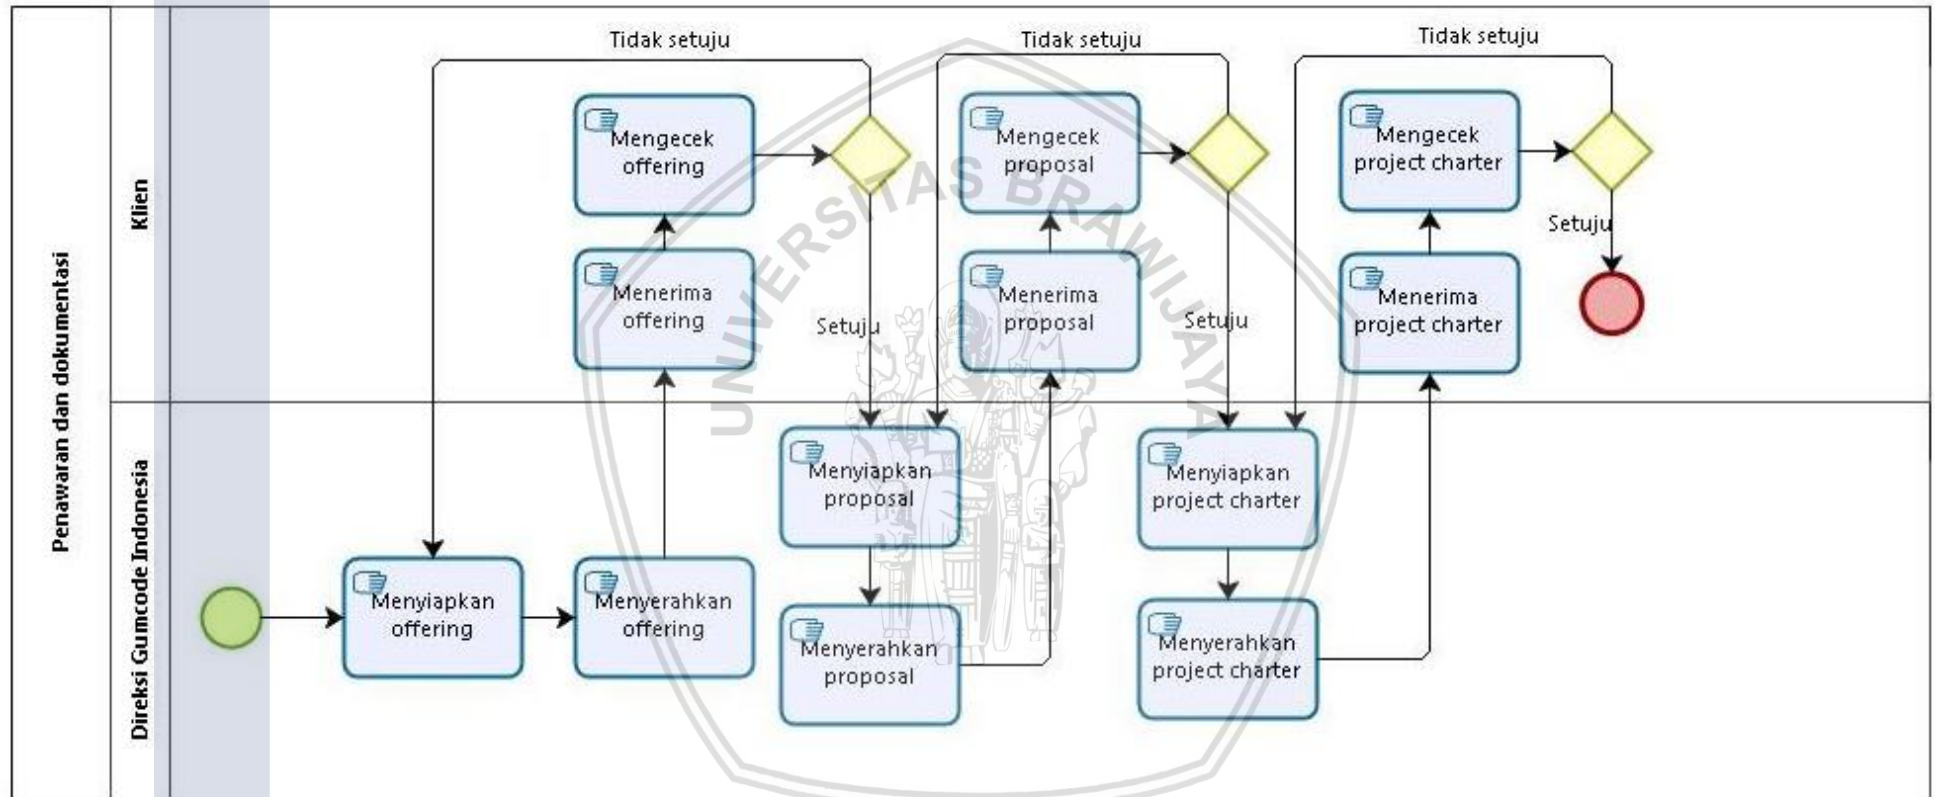 Penawaran dan dokumentasi
Klien
Direksi Gumcode Indonesia
Tidak setuju
Tidak setuju
Tidak setuju
Mengecek
offering
Mengecek
proposal
Mengecek
project charter
Setuju
Menerima
offering
Menerima
proposal
Menerima
project charter
Setuju
Setuju
Menyiapkan
proposal
Menyiapkan
project charter
Menyiapkan
offering
Menyerahkan
offering
Menyerahkan
proposal
Menyerahkan
project charter
UNIVERSITAS BRAWIJAYA